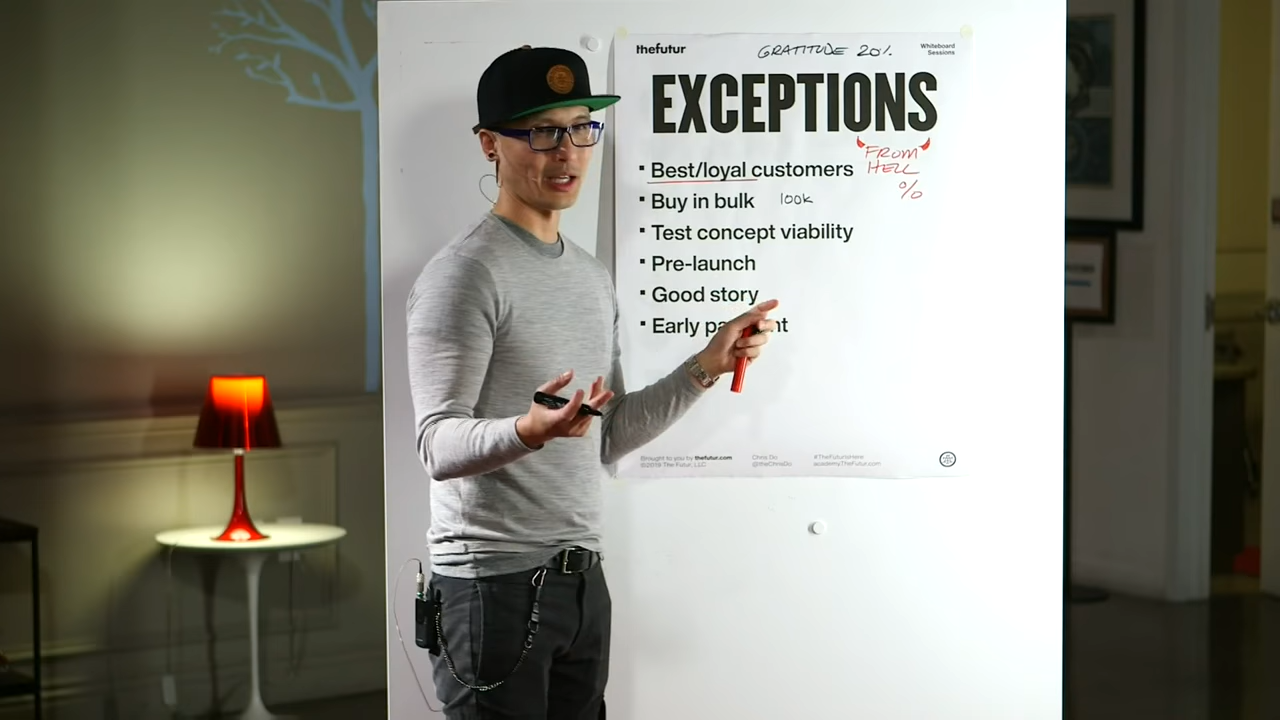 thefutur
GRATITUDE 20%
Whiteboard
Sessions
EXCEPTIONS
Best/loyal customers
FROM
HELL
%
Buy in bulk 100k
Test concept viability
Pre-launch
Good story
Early pa nt
Brought to you by thefutur.com
©2019 The Futur, LLC
Chris Do
@theChrisDo
#TheFuturIsHere
academy.TheFutur.com